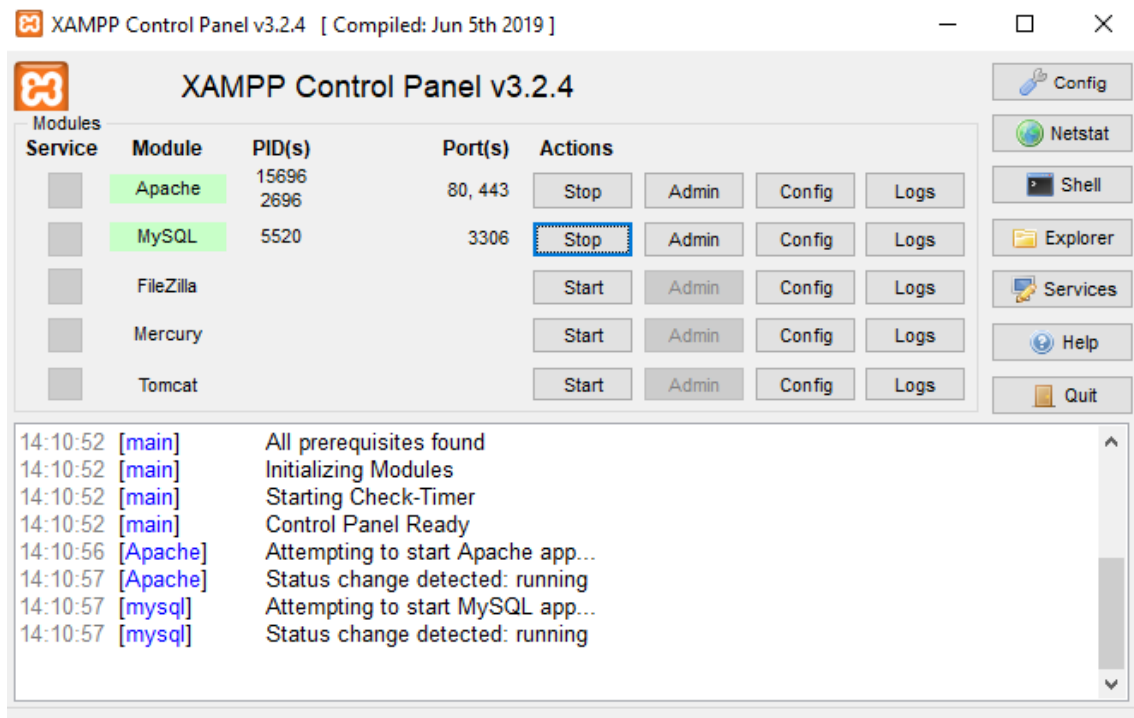 XAMPP Control Panel v3.2.4 [ Compiled: Jun 5th 2019 ]
XAMPP Control Panel v3.2.4
Config
Modules
Netstat
Service Module PID(s) Port(s) Actions
Apache 15696 2696 80, 443 Stop Admin Config Logs
Shell
MySQL 5520 3306 Stop Admin Config Logs
Explorer
FileZilla Start Admin Config Logs
Services
Mercury Start Admin Config Logs
Help
Tomcat Start Admin Config Logs
Quit
14:10:52 [main] All prerequisites found
14:10:52 [main] Initializing Modules
14:10:52 [main] Starting Check-Timer
14:10:52 [main] Control Panel Ready
14:10:56 [Apache] Attempting to start Apache app...
14:10:57 [Apache] Status change detected: running
14:10:57 [mysql] Attempting to start MySQL app...
14:10:57 [mysql] Status change detected: running